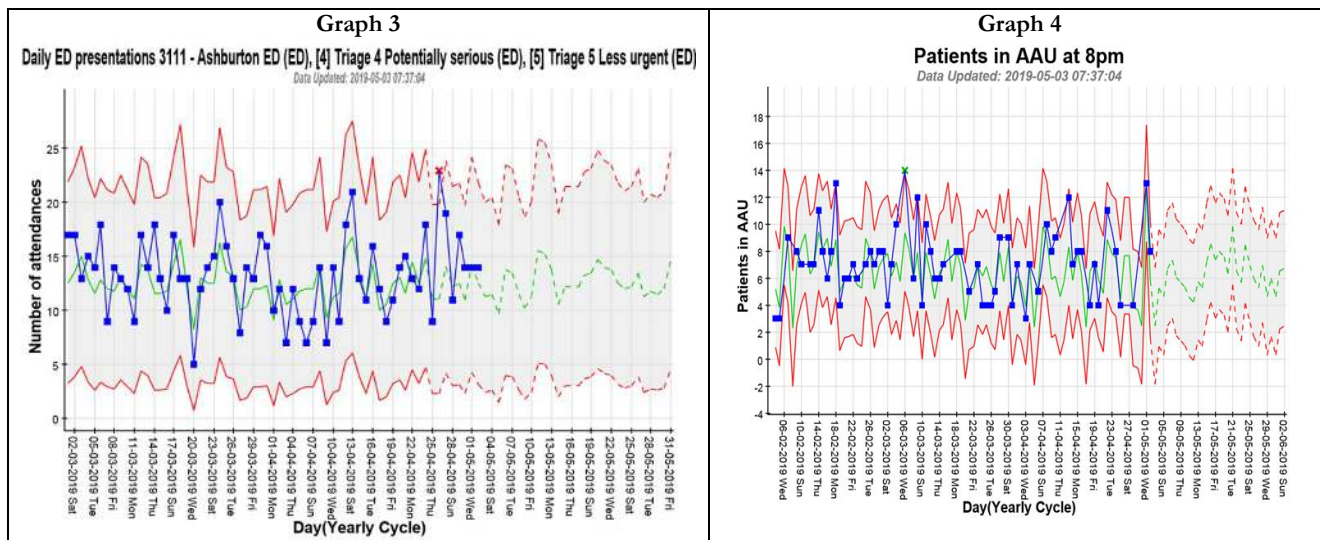 Graph 3
Daily ED presentations 3111 - Ashburton ED (ED), [4] Triage 4 Potentially serious (ED), [5] Triage 5 Less urgent (ED)
Data Updated: 2019-05-03 07:37:04
Number of attendances
25
20
15
10
5
0
02-03-2019 Sat
05-03-2019 Tue
08-03-2019 Fri
11-03-2019 Mon
14-03-2019 Thu
17-03-2019 Sun
20-03-2019 Wed
23-03-2019 Sat
26-03-2019 Tue
29-03-2019 Fri
01-04-2019 Mon
04-04-2019 Thu
07-04-2019 Sun
10-04-2019 Wed
13-04-2019 Sat
16-04-2019 Tue
19-04-2019 Fri
22-04-2019 Mon
25-04-2019 Thu
28-04-2019 Sun
01-05-2019 Wed
04-05-2019 Sat
07-05-2019 Tue
10-05-2019 Fri
13-05-2019 Mon
16-05-2019 Thu
19-05-2019 Sun
22-05-2019 Wed
25-05-2019 Sat
28-05-2019 Tue
31-05-2019 Fri
Day(Yearly Cycle)
Graph 4
Patients in AAU at 8pm
Data Updated: 2019-05-03 07:37:04
Patients in AAU
18
16
14
12
10
8
6
4
2
0
-2
-4
06-02-2019 Wed
10-02-2019 Sun
14-02-2019 Thu
18-02-2019 Mon
22-02-2019 Fri
26-02-2019 Tue
02-03-2019 Sat
06-03-2019 Wed
10-03-2019 Sun
14-03-2019 Thu
18-03-2019 Mon
22-03-2019 Fri
26-03-2019 Tue
30-03-2019 Sat
03-04-2019 Wed
07-04-2019 Sun
11-04-2019 Thu
15-04-2019 Mon
19-04-2019 Fri
23-04-2019 Tue
27-04-2019 Sat
01-05-2019 Wed
05-05-2019 Sun
09-05-2019 Thu
13-05-2019 Mon
17-05-2019 Fri
21-05-2019 Tue
25-05-2019 Sat
29-05-2019 Wed
02-06-2019 Sun
Day(Yearly Cycle)